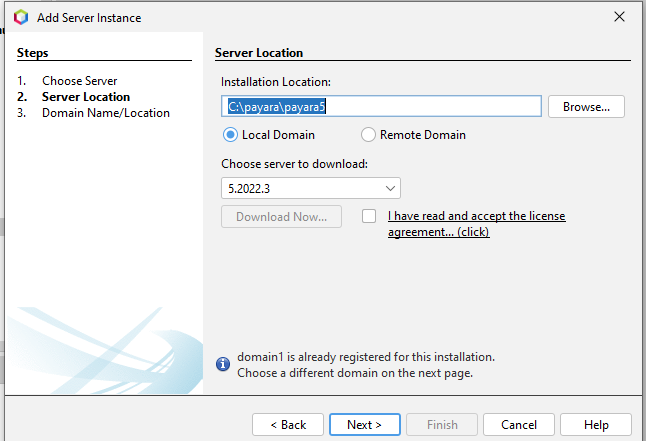 Add Server Instance
Steps
1. Choose Server
2. Server Location
3. Domain Name/Location
Server Location
Installation Location:
C:\payara\payara5
Browse...
Local Domain
Remote Domain
Choose server to download:
5.2022.3
Download Now...
I have read and accept the license
agreement... (click)
domain1 is already registered for this installation.
Choose a different domain on the next page.
< Back
Next >
Finish
Cancel
Help